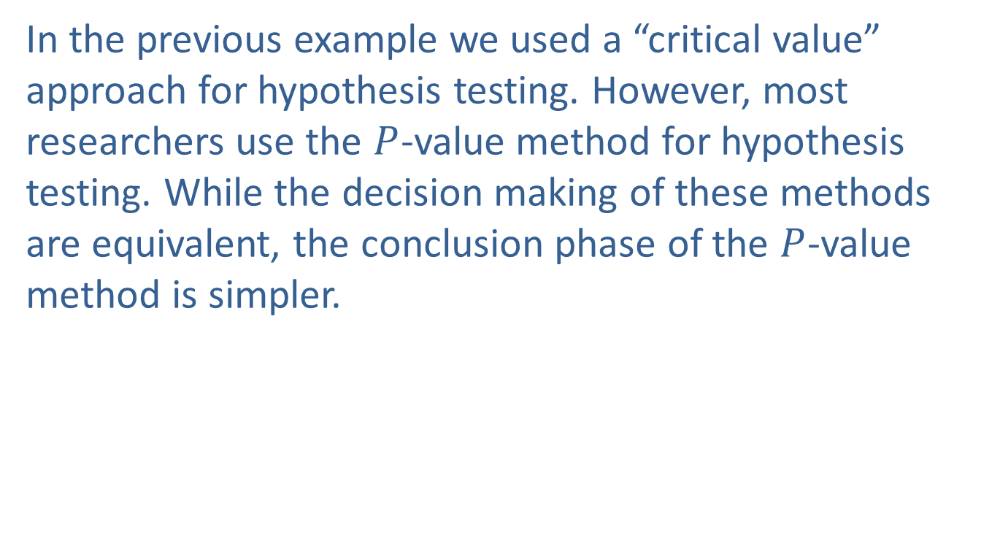 In the previous example we used a “critical value”
approach for hypothesis testing. However, most
researchers use the P-value method for hypothesis
testing. While the decision making of these methods
are equivalent, the conclusion phase of the P-value
method is simpler.